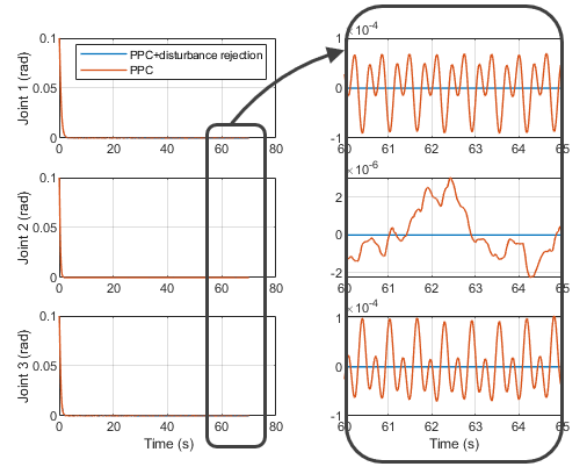 0.1
0.05
0
Joint 1 (rad)
PPC+disturbance rejection
PPC
0 20 40 60 80
0.1
0.05
0
Joint 2 (rad)
0 20 40 60 80
0.1
0.05
0
Joint 3 (rad)
0 20 40 60 80
Time (s)
×10^-4
1
0
-1
60 61 62 63 64 65
×10^-6
2
0
-2
60 61 62 63 64 65
×10^-4
1
0
-1
60 61 62 63 64 65
Time (s)